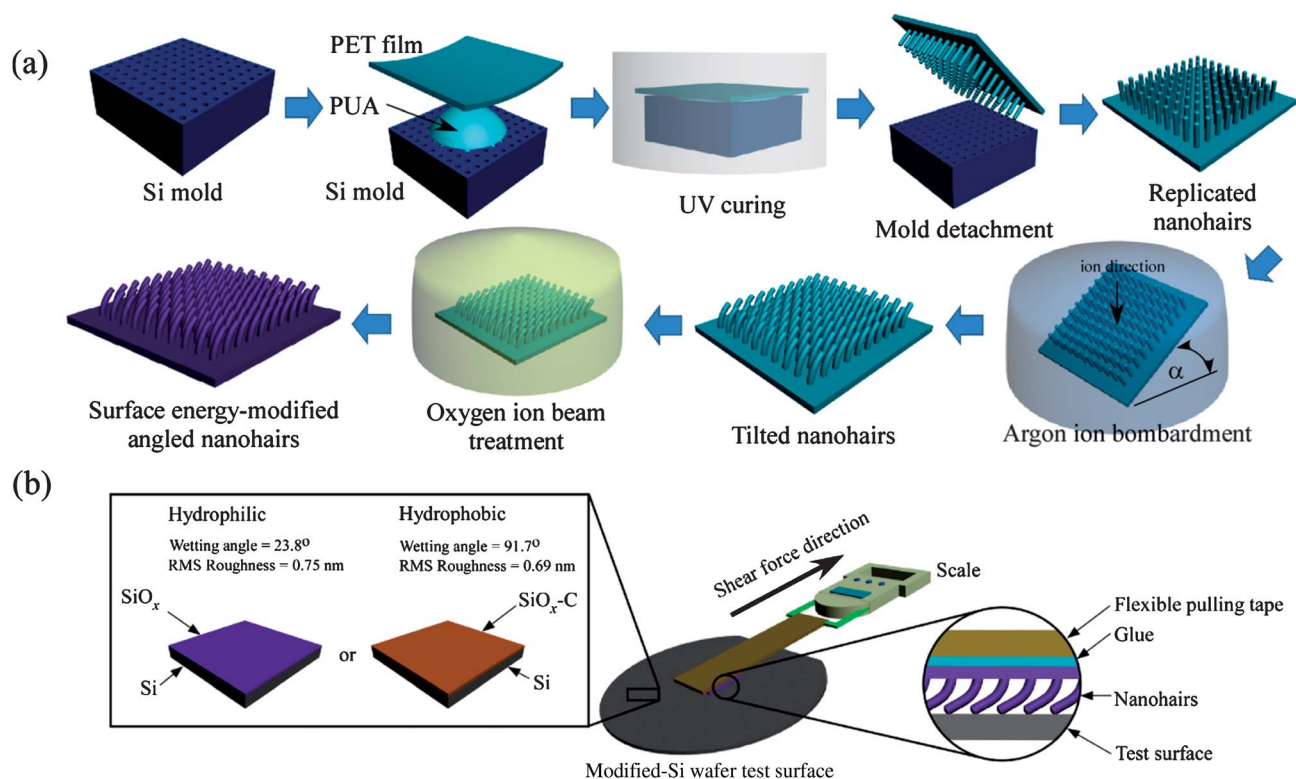 (a)
PET film
PUA
Si mold
Si mold
UV curing
Mold detachment
Replicated
nanohairs
ion direction
α
Surface energy-modified
angled nanohairs
Oxygen ion beam
treatment
Tilted nanohairs
Argon ion bombardment
(b)
Hydrophilic
Wetting angle = 23.8°
RMS Roughness = 0.75 nm
SiOₓ
Si
or
Hydrophobic
Wetting angle = 91.7°
RMS Roughness = 0.69 nm
SiOₓ-C
Si
Shear force direction
Scale
Flexible pulling tape
Glue
Nanohairs
Test surface
Modified-Si wafer test surface